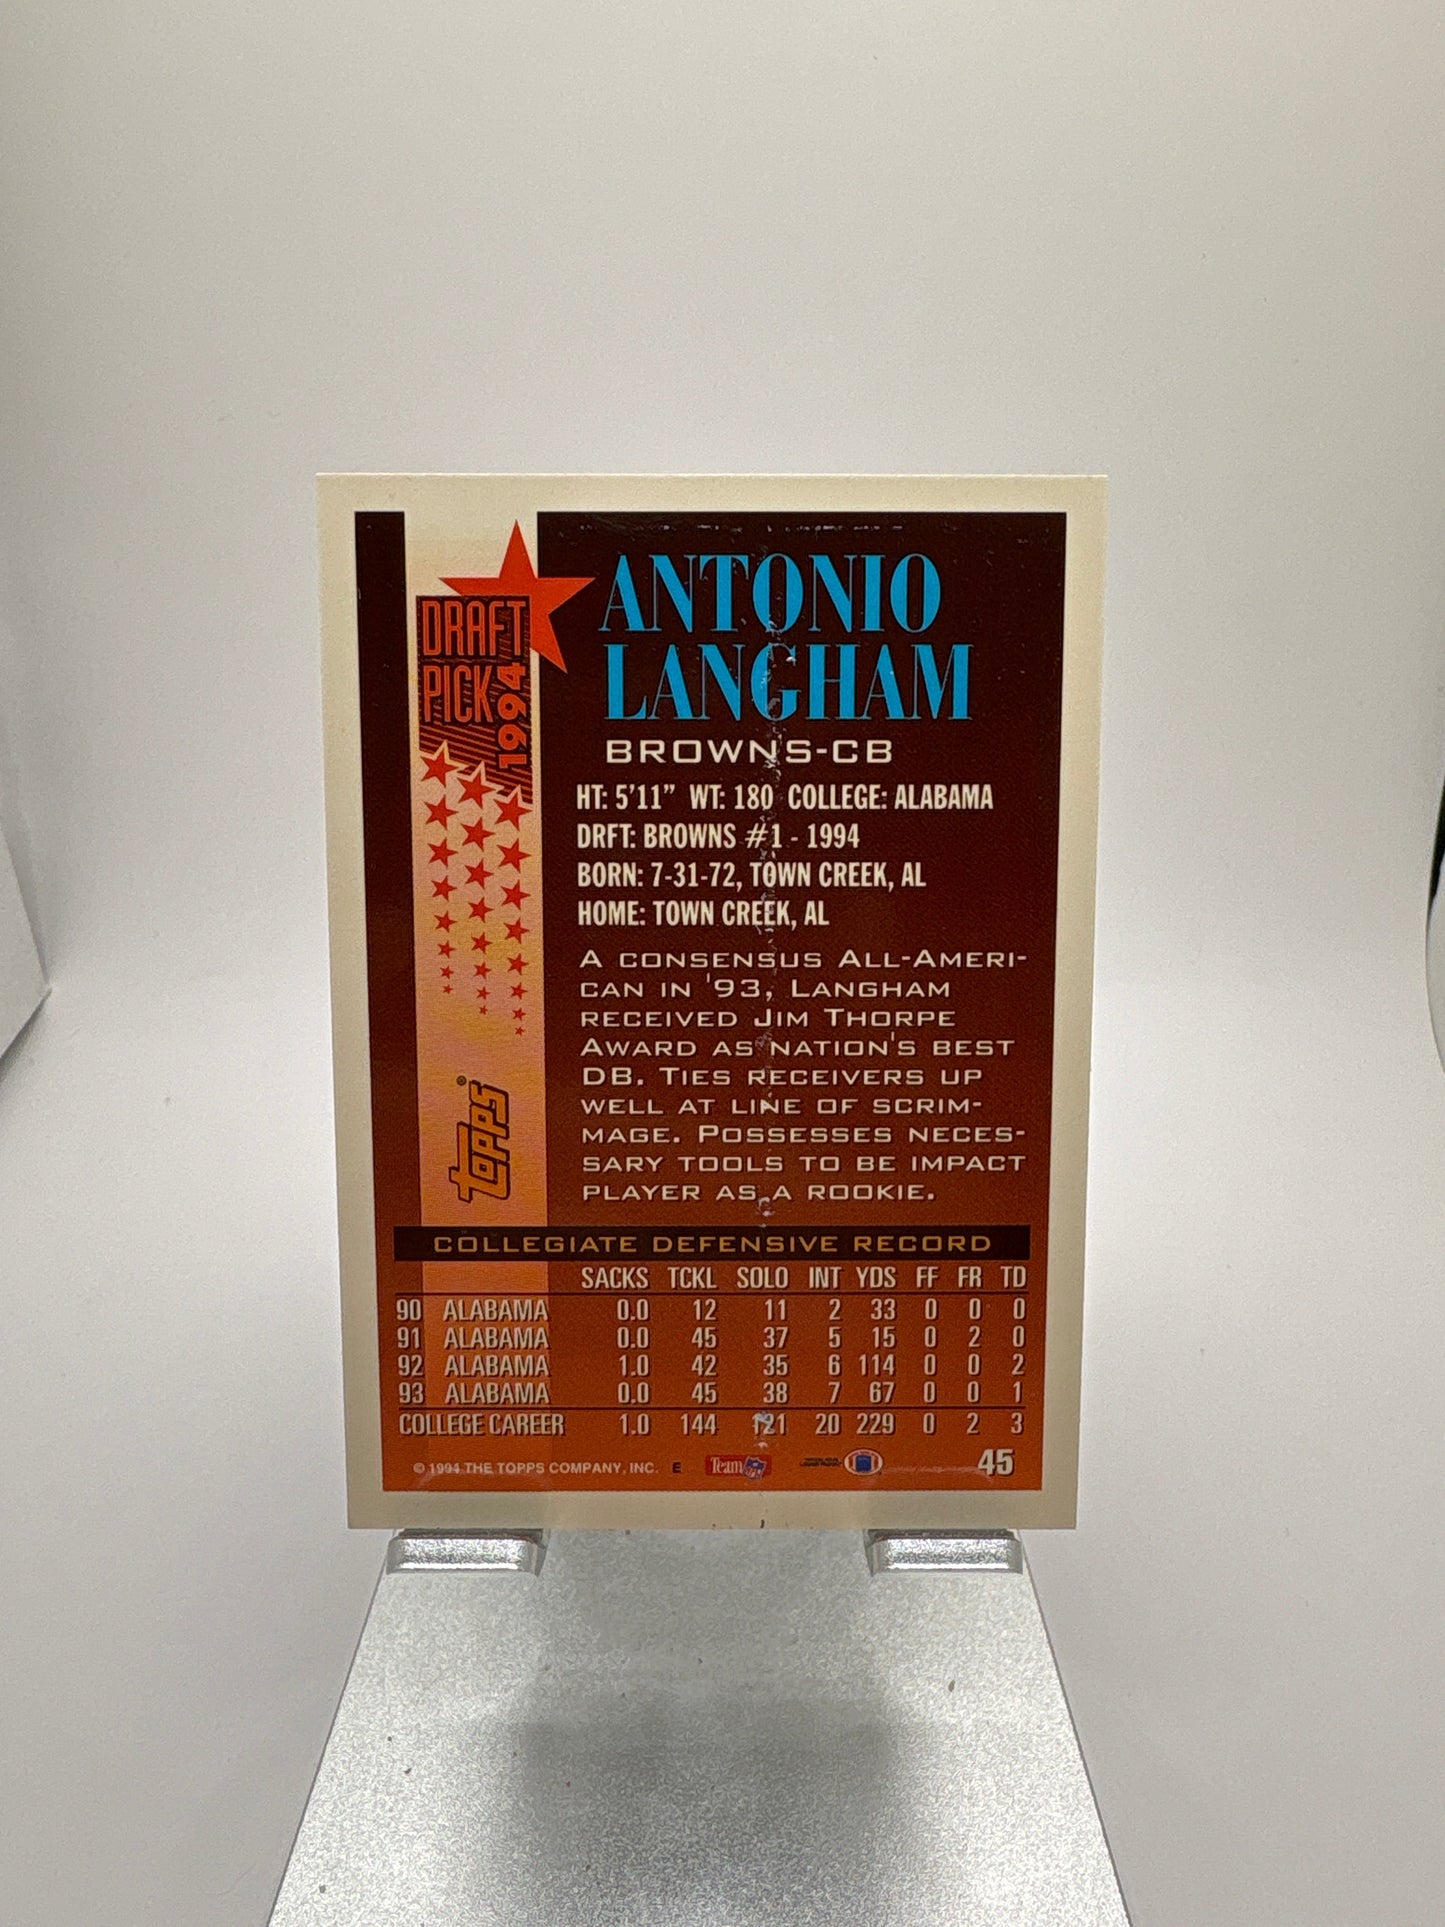 DRAFT
PICK
1994
ANTONIO
LANGHAM
BROWNS-CB
HT: 5'11" WT: 180 COLLEGE: ALABAMA
DRFT: BROWNS #1 - 1994
BORN: 7-31-72, TOWN CREEK, AL
HOME: TOWN CREEK, AL
A CONSENSUS ALL-AMERI-
CAN IN '93, LANGHAM
RECEIVED JIM THORPE
AWARD AS NATION'S BEST
DB. TIES RECEIVERS UP
WELL AT LINE OF SCRIM-
MAGE. POSSESSES NECES-
SARY TOOLS TO BE IMPACT
PLAYER AS A ROOKIE.
Topps®
COLLEGIATE DEFENSIVE RECORD
SACKS TCKL SOLO INT YDS FF FR TD
90 ALABAMA 0.0 12 11 2 33 0 0 0
91 ALABAMA 0.0 45 37 5 15 0 2 0
92 ALABAMA 1.0 42 35 6 114 0 0 2
93 ALABAMA 0.0 45 38 7 67 0 0 1
COLLEGE CAREER 1.0 144 121 20 229 0 2 3
© 1994 THE TOPPS COMPANY, INC. E Team NFL 45